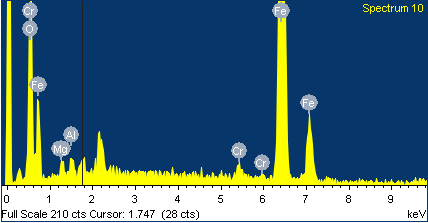 Spectrum 10
Cr
Fe
O
Fe
Al
Mg
Cr
Cr
Fe
0 1 2 3 4 5 6 7 8 9
Full Scale 210 cts Cursor: 1.747 (28 cts) keV